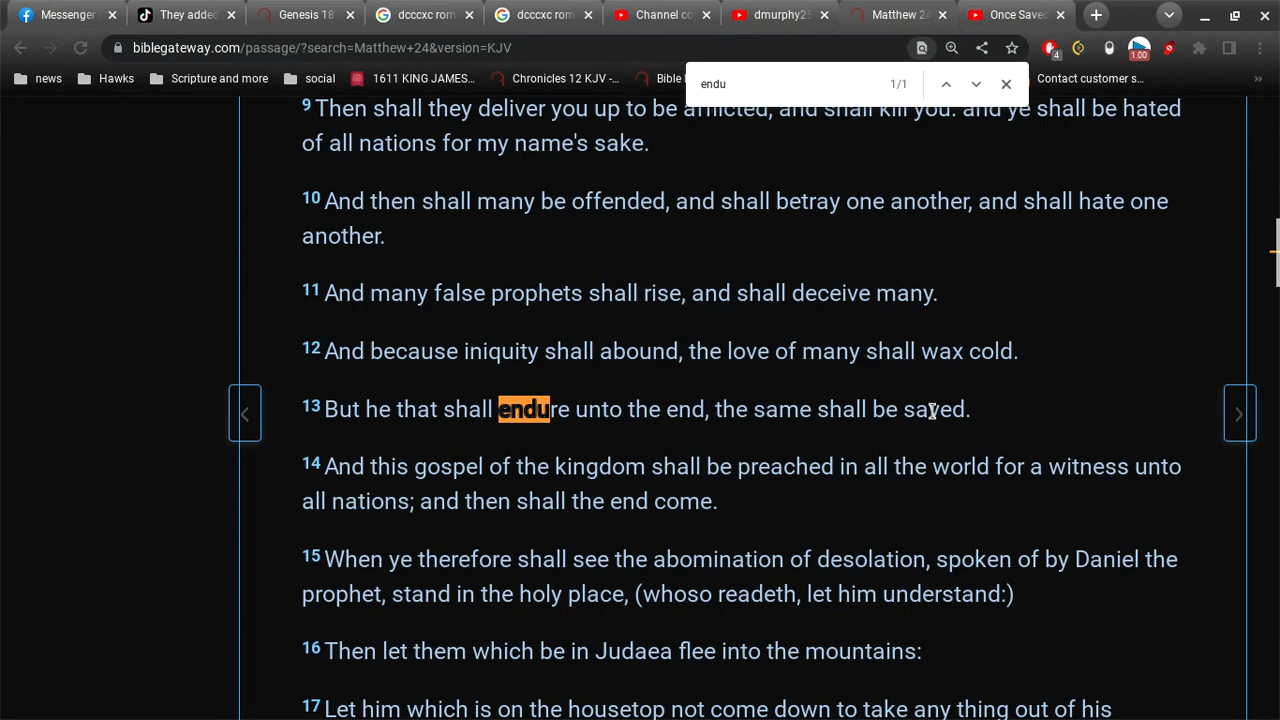 Messenger
They added
Genesis 18
dcccxc rom
dcccxc rom
Channel co
dmurphy25
Matthew 24
Once Saved
biblegateway.com/passage/?search=Matthew+24&version=KJV
4
1.00
news
Hawks
Scripture and more
social
1611 KING JAMES...
Chronicles 12 KJV -...
Bible
Contact customer s...
»
endu
1/1
9 Then shall they deliver you up to be afflicted, and shall kill you: and ye shall be hated
of all nations for my name's sake.
10 And then shall many be offended, and shall betray one another, and shall hate one
another.
11 And many false prophets shall rise, and shall deceive many.
12 And because iniquity shall abound, the love of many shall wax cold.
13 But he that shall endure unto the end, the same shall be saved.
14 And this gospel of the kingdom shall be preached in all the world for a witness unto
all nations; and then shall the end come.
15 When ye therefore shall see the abomination of desolation, spoken of by Daniel the
prophet, stand in the holy place, (whoso readeth, let him understand:)
16 Then let them which be in Judaea flee into the mountains:
17 Let him which is on the housetop not come down to take any thing out of his